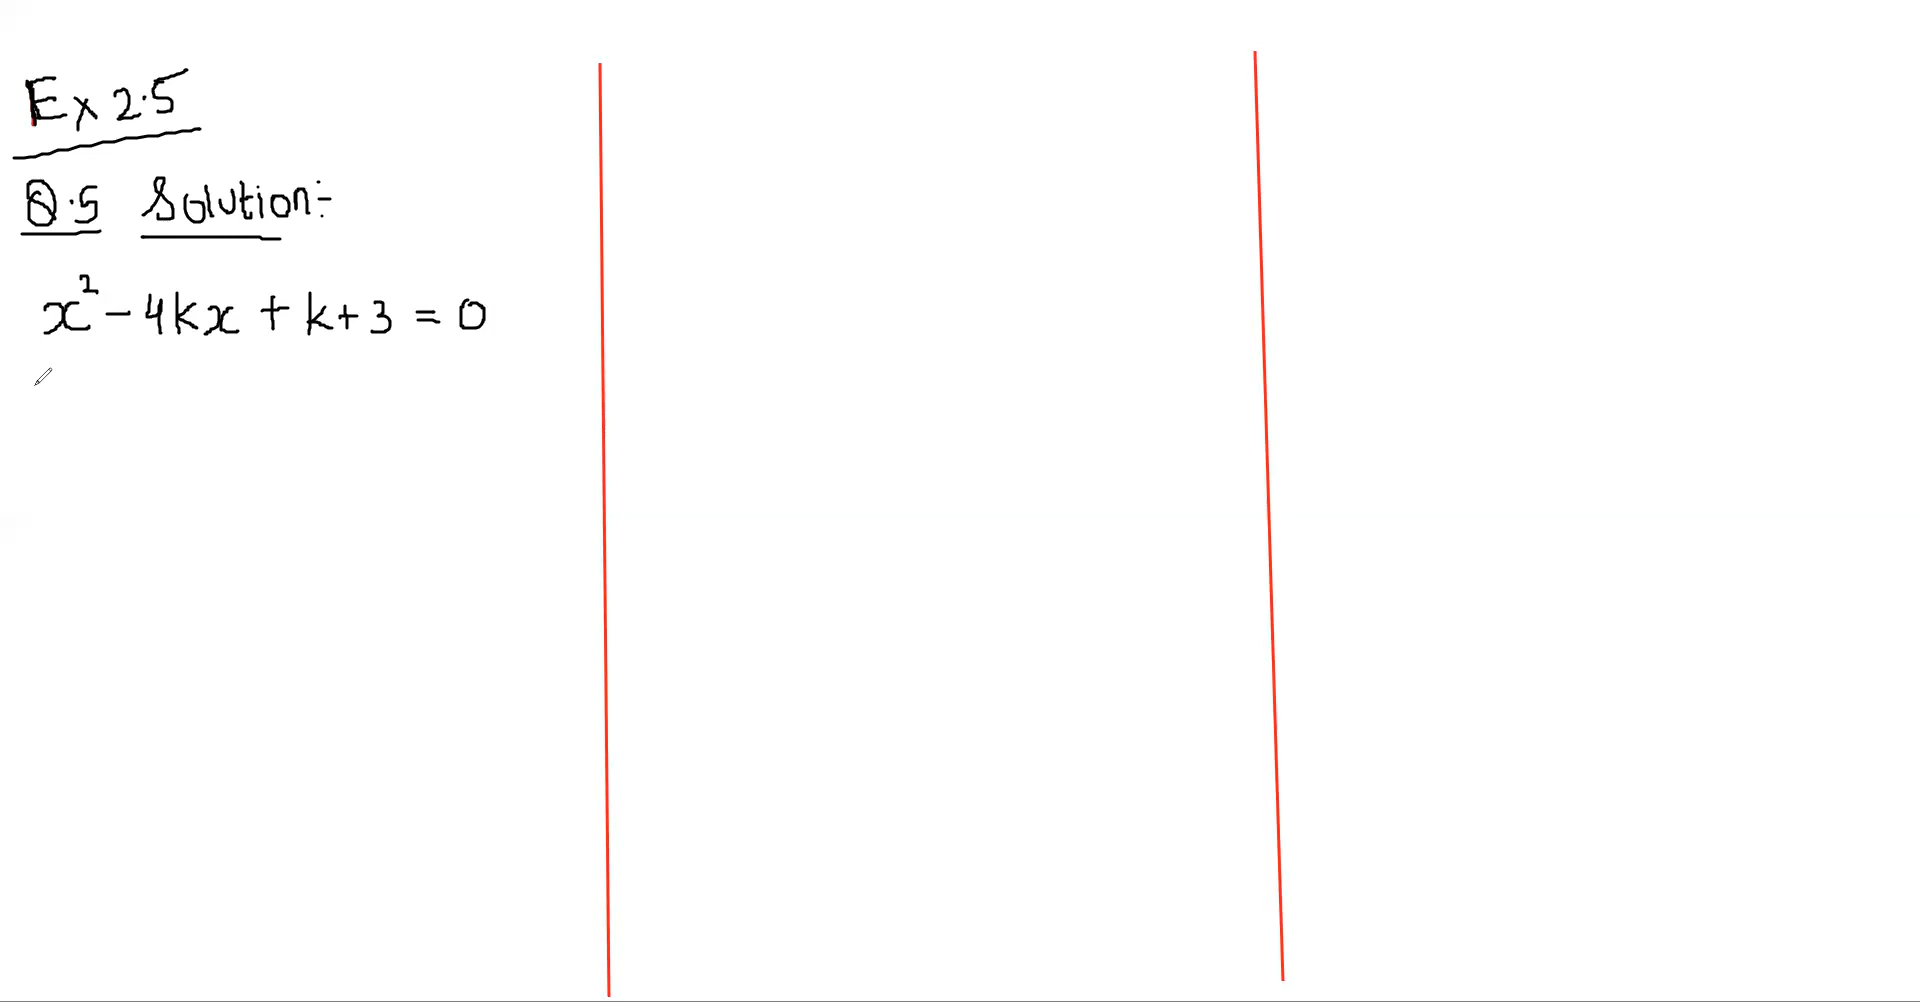 Ex 2.5
Q.5 Solution:-
x² - 4kx + k + 3 = 0